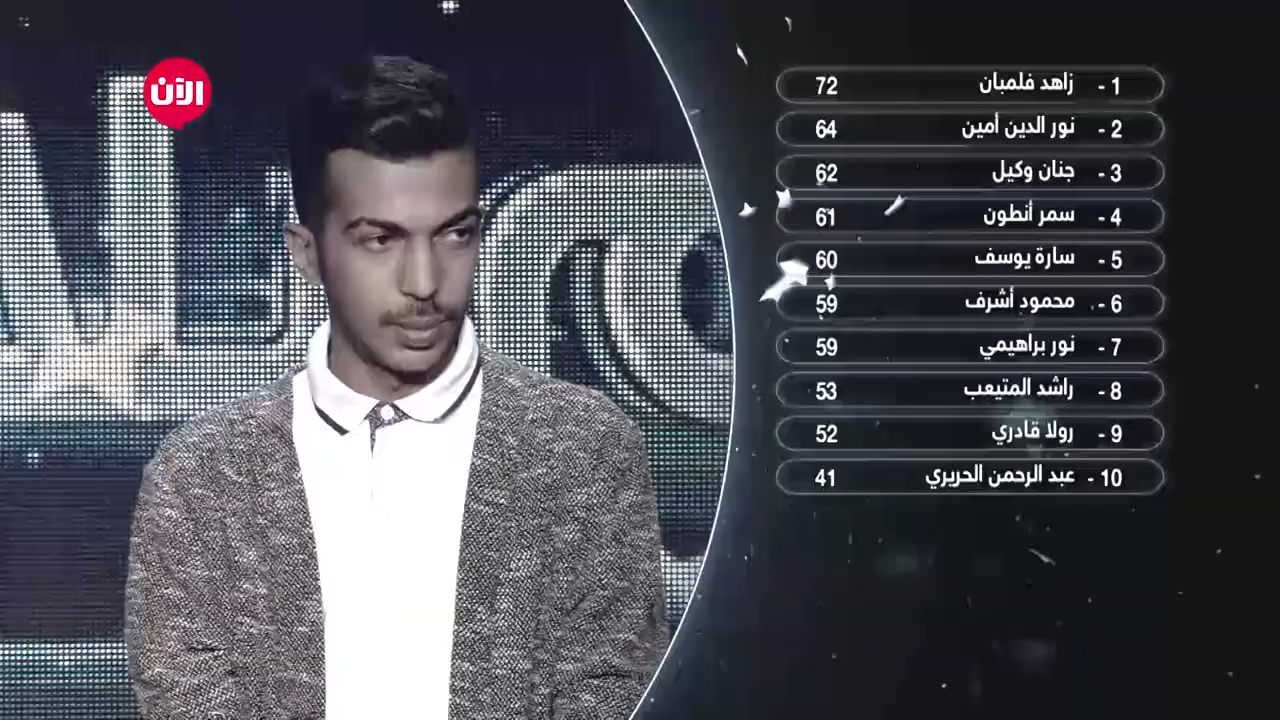 الآن
1 - زاهد فلمبان 72
2 - نور الدين أمين 64
3 - جنان وكيل 62
4 - سمر أنطون 61
5 - سارة يوسف 60
6 - محمود أشرف 59
7 - نور براهيمي 59
8 - راشد المتيعب 53
9 - رولا قادري 52
10 - عبد الرحمن الحريري 41